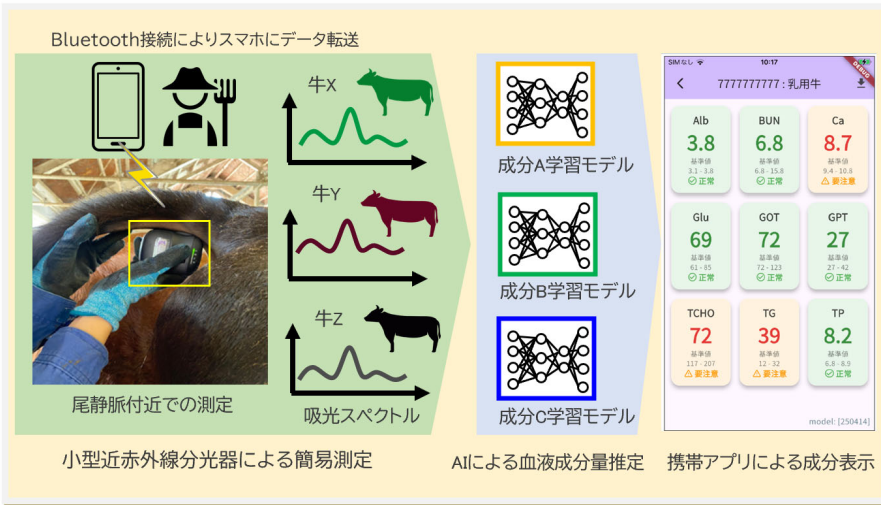 Bluetooth接続によりスマホにデータ転送
牛X
牛Y
牛Z
尾静脈付近での測定
吸光スペクトル
小型近赤外線分光器による簡易測定
成分A学習モデル
成分B学習モデル
成分C学習モデル
AIによる血液成分量推定
SIMなし 10:17
DEBUG
7777777777 : 乳用牛
Alb BUN Ca
3.8 6.8 8.7
基準値 基準値 基準値
3.1 - 3.8 6.8 - 15.8 9.4 - 10.8
正常 正常 要注意
Glu GOT GPT
69 72 27
基準値 基準値 基準値
61 - 85 72 - 123 27 - 42
正常 正常 正常
TCHO TG TP
72 39 8.2
基準値 基準値 基準値
117 - 207 12 - 32 6.8 - 8.9
要注意 要注意 正常
model: [250414]
携帯アプリによる成分表示